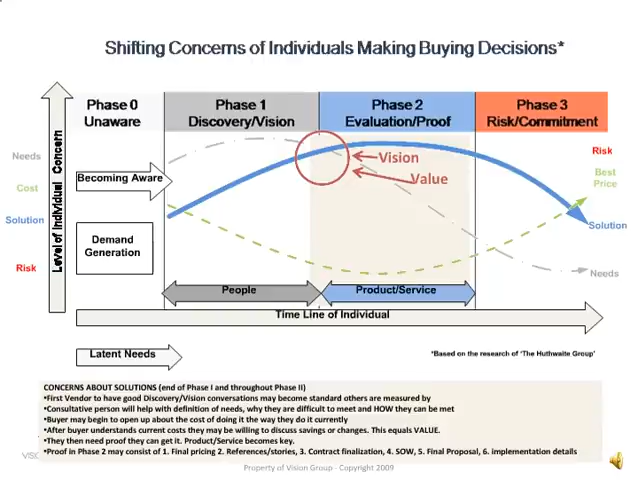 Shifting Concerns of Individuals Making Buying Decisions*
Phase 0
Unaware
Phase 1
Discovery/Vision
Phase 2
Evaluation/Proof
Phase 3
Risk/Commitment
Level of Individual Concern
Needs
Cost
Solution
Risk
Becoming Aware
Demand
Generation
Vision
Value
Risk
Best
Price
Solution
Needs
People
Product/Service
Time Line of Individual
Latent Needs
*Based on the research of 'The Huthwaite Group'
CONCERNS ABOUT SOLUTIONS (end of Phase I and throughout Phase II)
•First Vendor to have good Discovery/Vision conversations may become standard others are measured by
•Consultative person will help with definition of needs, why they are difficult to meet and HOW they can be met
•Buyer may begin to open up about the cost of doing it the way they do it currently
•After buyer understands current costs they may be willing to discuss savings or changes. This equals VALUE.
•They then need proof they can get it. Product/Service becomes key.
•Proof in Phase 2 may consist of 1. Final pricing 2. References/stories, 3. Contract finalization, 4. SOW, 5. Final Proposal, 6. implementation details
Property of Vision Group - Copyright 2009